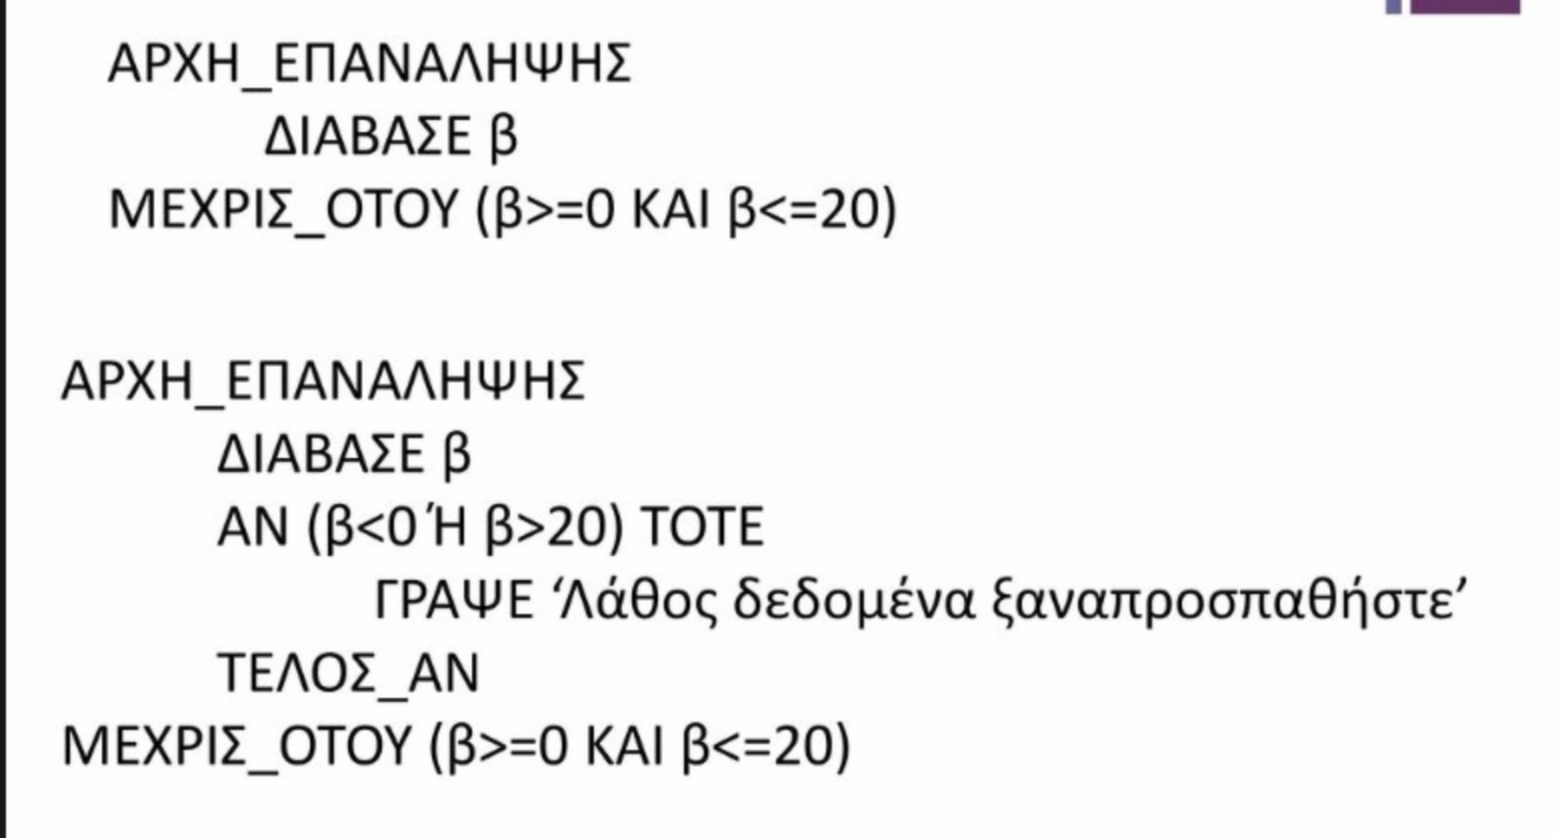 ΑΡΧΗ_ΕΠΑΝΑΛΗΨΗΣ
ΔΙΑΒΑΣΕ β
ΜΕΧΡΙΣ_ΟΤΟΥ (β>=0 ΚΑΙ β<=20)
ΑΡΧΗ_ΕΠΑΝΑΛΗΨΗΣ
ΔΙΑΒΑΣΕ β
ΑΝ (β<0 Ή β>20) ΤΟΤΕ
ΓΡΑΨΕ ‘Λάθος δεδομένα ξαναπροσπαθήστε’
ΤΕΛΟΣ_ΑΝ
ΜΕΧΡΙΣ_ΟΤΟΥ (β>=0 ΚΑΙ β<=20)